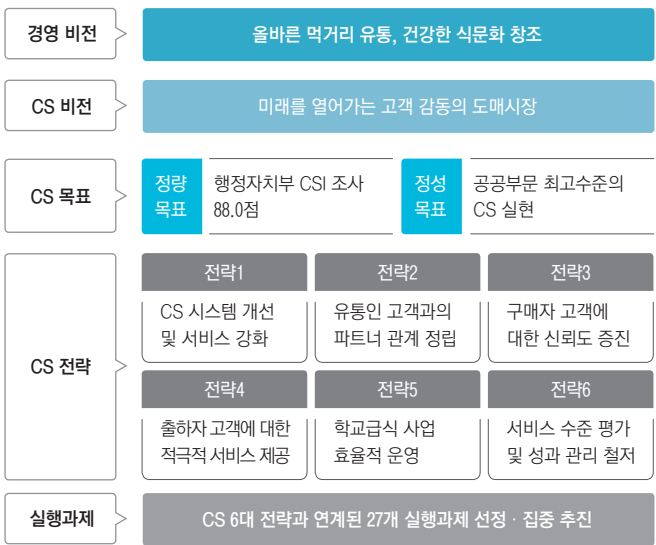 경영 비전
올바른 먹거리 유통, 건강한 식문화 창조
CS 비전
미래를 열어가는 고객 감동의 도매시장
CS 목표
정량
목표
행정자치부 CSI 조사
88.0점
정성
목표
공공부문 최고수준의
CS 실현
CS 전략
전략1
CS 시스템 개선
및 서비스 강화
전략2
유통인 고객과의
파트너 관계 정립
전략3
구매자 고객에
대한 신뢰도 증진
전략4
출하자 고객에 대한
적극적 서비스 제공
전략5
학교급식 사업
효율적 운영
전략6
서비스 수준 평가
및 성과 관리 철저
실행과제
CS 6대 전략과 연계된 27개 실행과제 선정 · 집중 추진